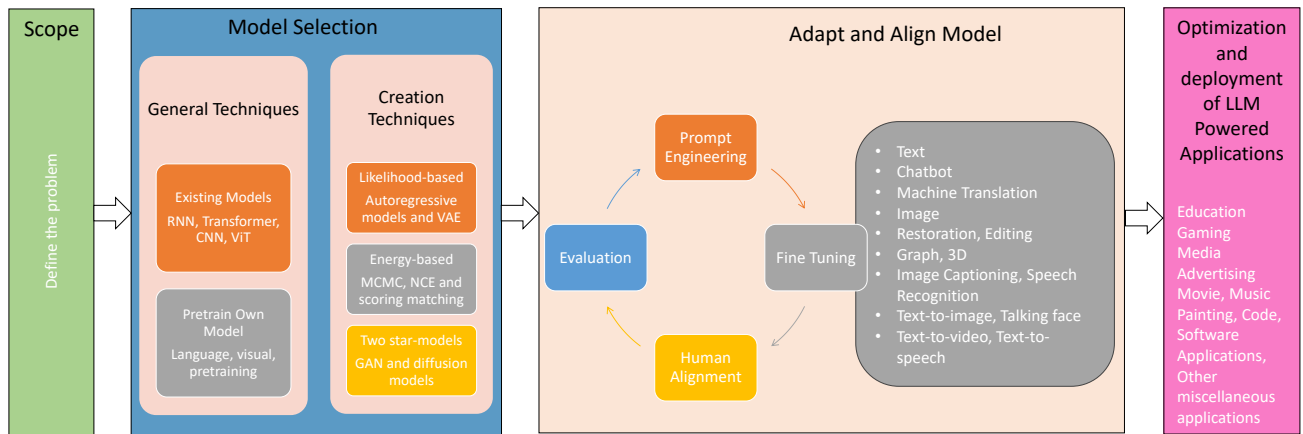 Scope
Define the problem
Model Selection
General Techniques
Existing Models
RNN, Transformer,
CNN, ViT
Pretrain Own
Model
Language, visual,
pretraining
Creation
Techniques
Likelihood-based
Autoregressive
models and VAE
Energy-based
MCMC, NCE and
scoring matching
Two star-models
GAN and diffusion
models
Adapt and Align Model
Prompt
Engineering
Evaluation
Fine Tuning
Human
Alignment
• Text
• Chatbot
• Machine Translation
• Image
• Restoration, Editing
• Graph, 3D
• Image Captioning, Speech
Recognition
• Text-to-image, Talking face
• Text-to-video, Text-to-
speech
Optimization
and
deployment
of LLM
Powered
Applications
Education
Gaming
Media
Advertising
Movie, Music
Painting, Code,
Software
Applications,
Other
miscellaneous
applications